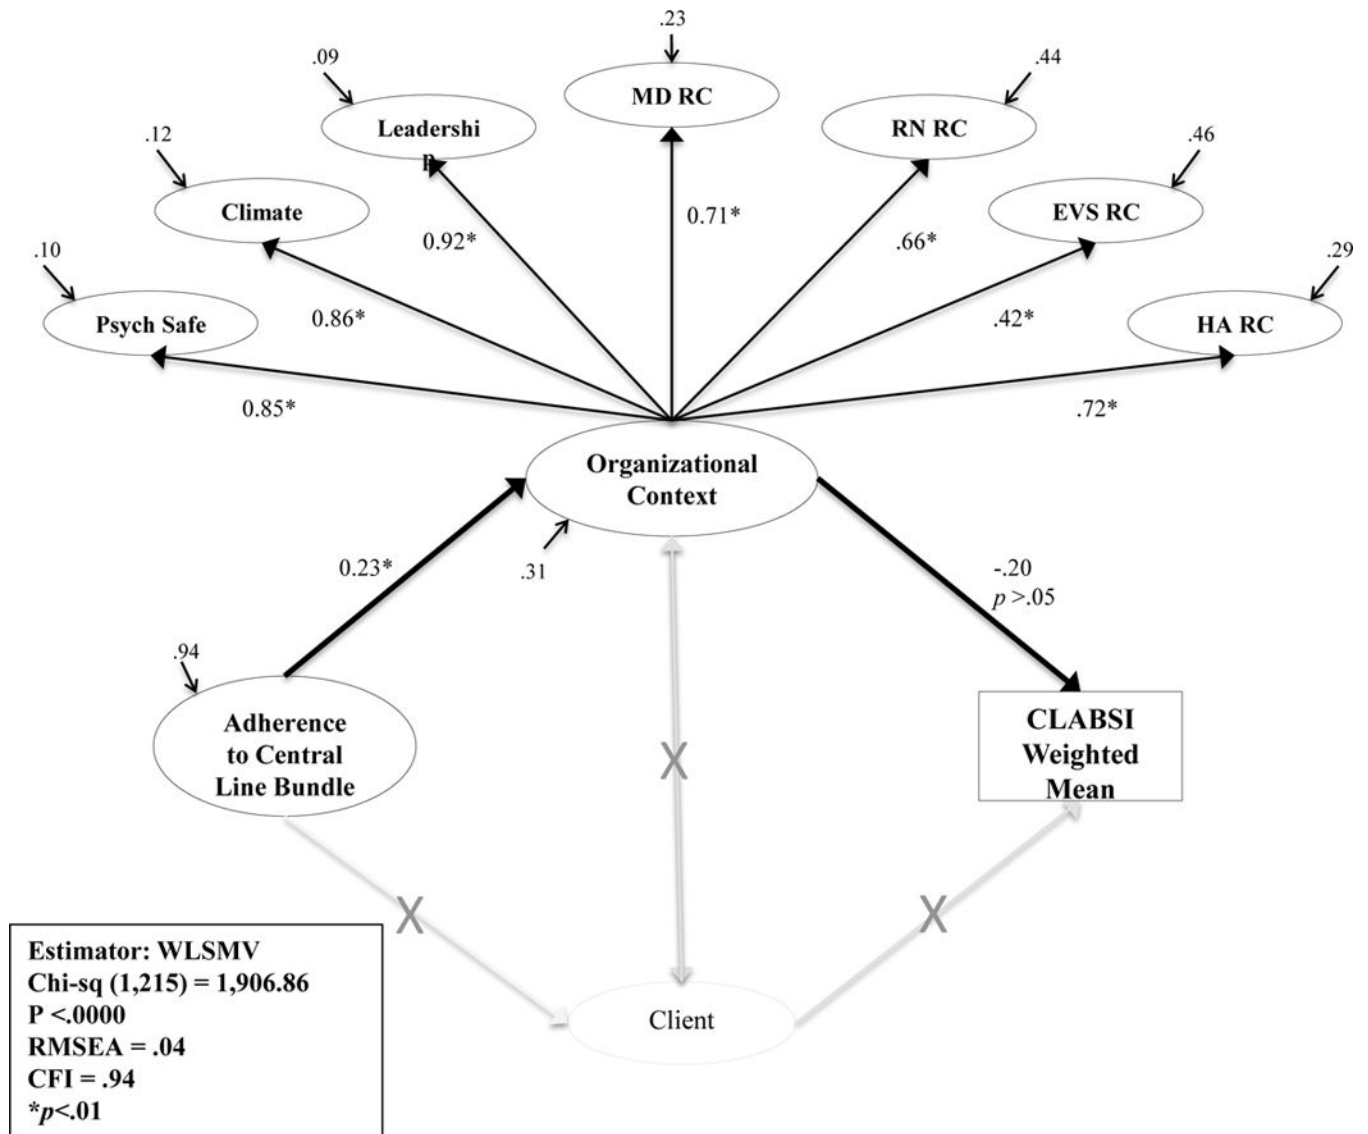 .23
.09
.44
MD RC
Leadershi
p
RN RC
.12
.46
Climate
EVS RC
0.92*
0.71*
.66*
.10
.29
Psych Safe
0.86*
.42*
HA RC
0.85*
.72*
Organizational
Context
0.23*
.31
-.20
p >.05
.94
Adherence
to Central
Line Bundle
CLABSI
Weighted
Mean
X
X
X
Client
Estimator: WLSMV
Chi-sq (1,215) = 1,906.86
P <.0000
RMSEA = .04
CFI = .94
*p<.01